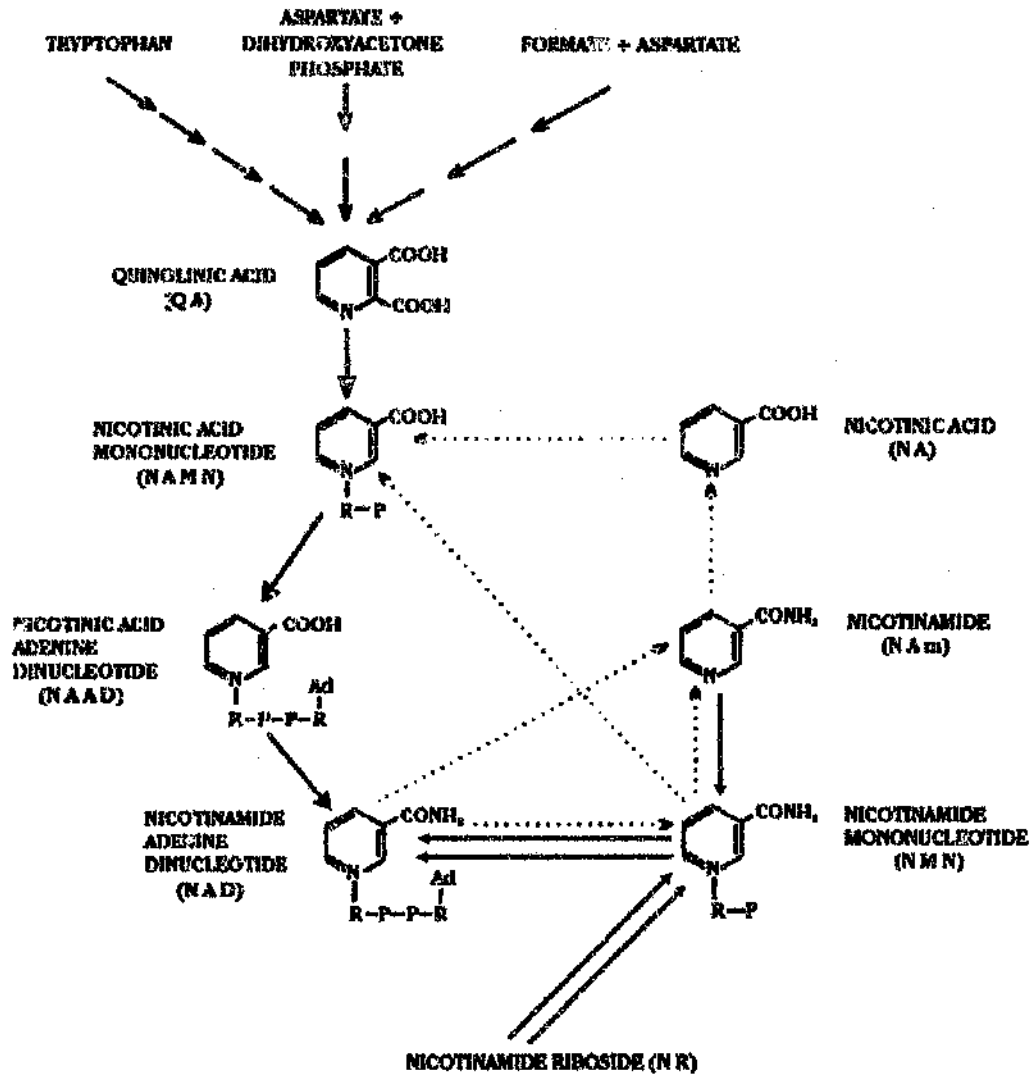 TRYPTOPHAN
ASPARTATE +
DIHYDROXYACETONE
PHOSPHATE
FORMATE + ASPARTATE
QUINOLINIC ACID
(Q A)
COOH
COOH
N
NICOTINIC ACID
MONONUCLEOTIDE
(N A M N)
COOH
N
R-P
COOH
N
NICOTINIC ACID
(N A)
NICOTINIC ACID
ADENINE
DINUCLEOTIDE
(N A A D)
COOH
N
Ad
R-P-P-R
CONH₂
N
NICOTINAMIDE
(N A m)
NICOTINAMIDE
ADENINE
DINUCLEOTIDE
(N A D)
CONH₂
N
Ad
R-P-P-R
CONH₂
N
R-P
NICOTINAMIDE
MONONUCLEOTIDE
(N M N)
NICOTINAMIDE RIBOSIDE (N R)